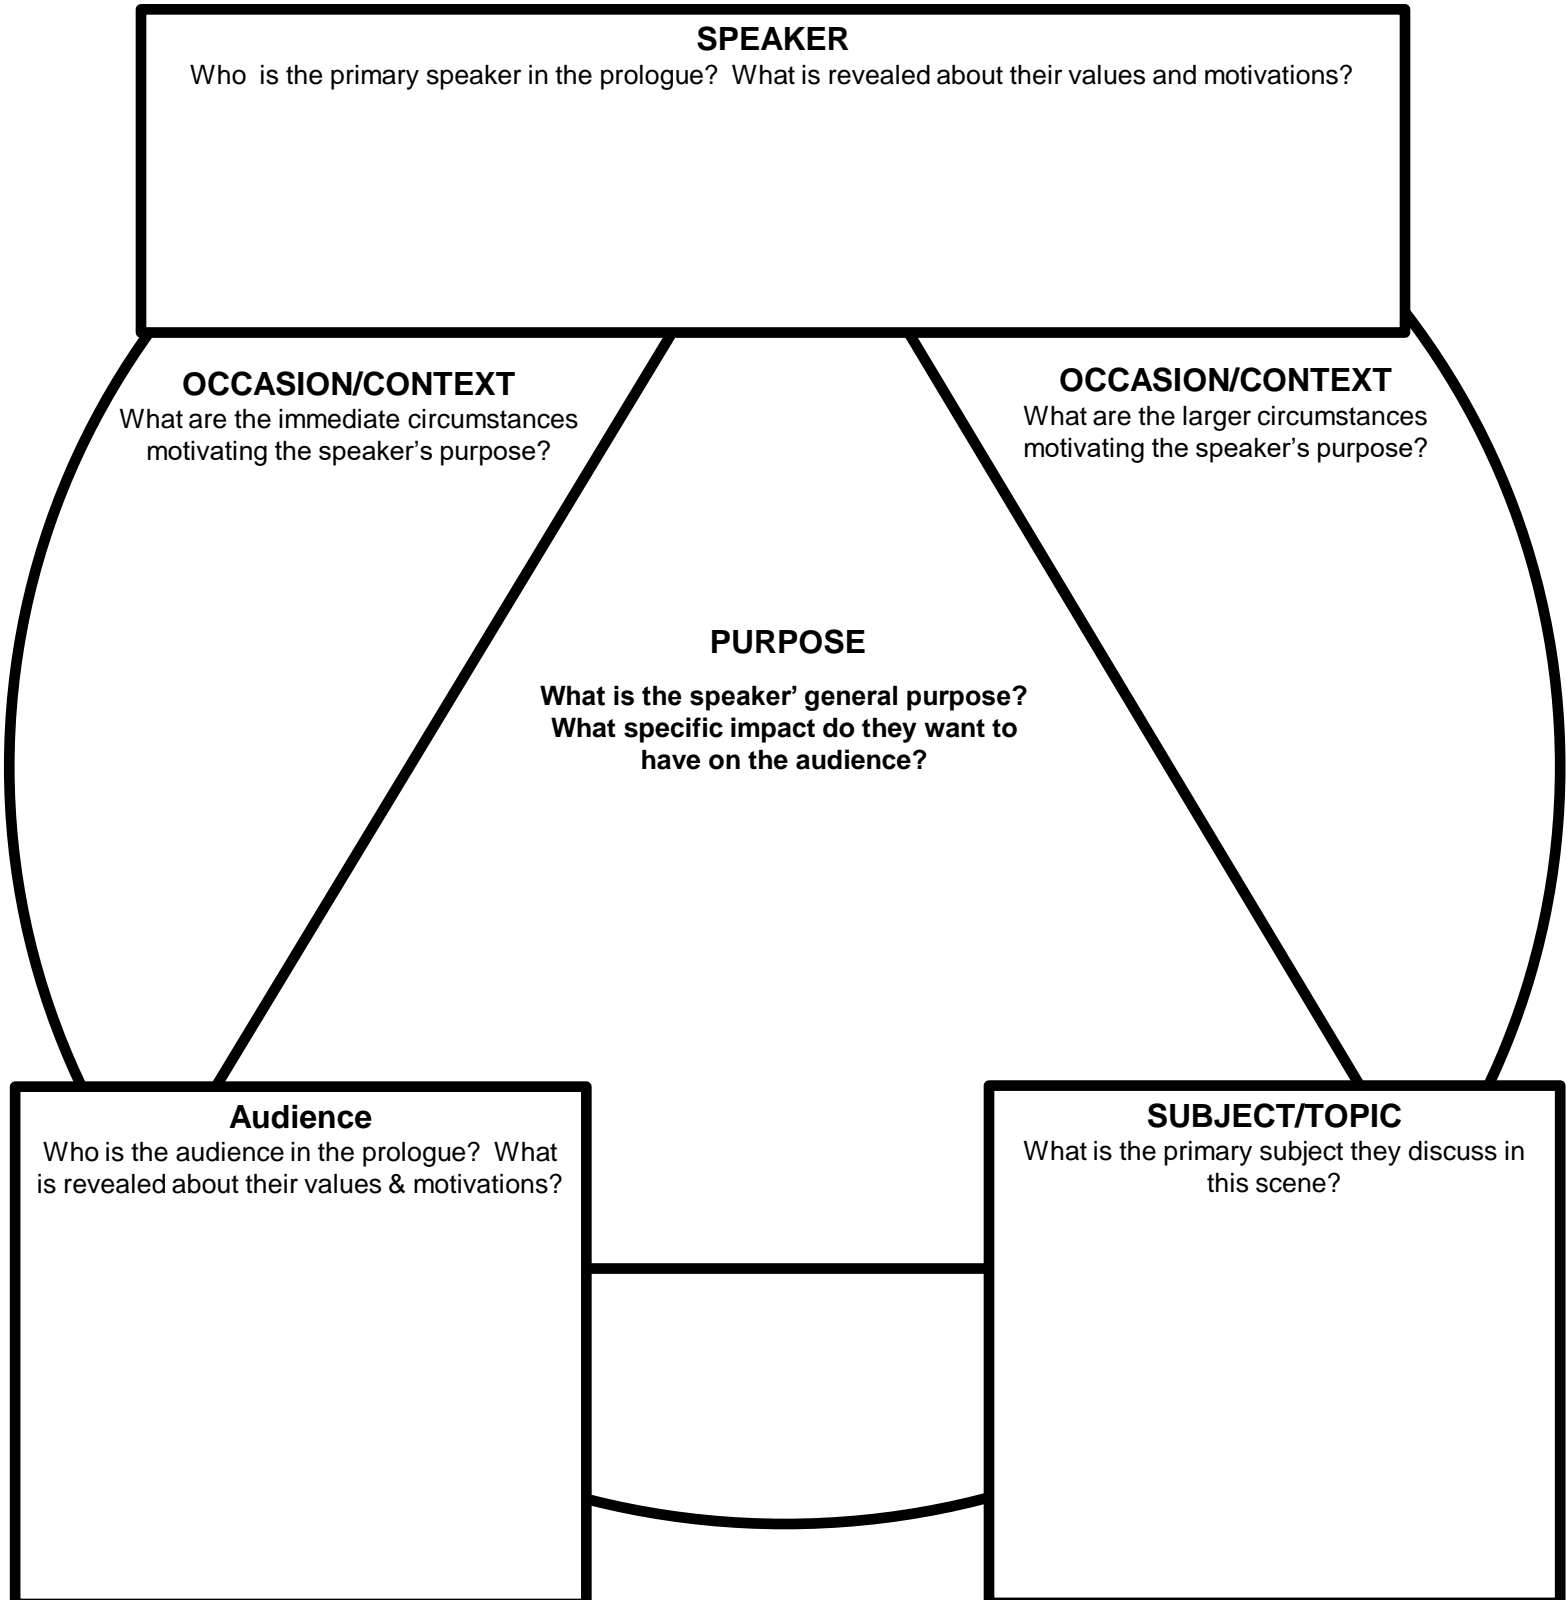 SPEAKER
Who  is the primary speaker in the prologue?  What is revealed about their values and motivations?
OCCASION/CONTEXT
What are the immediate circumstances
motivating the speaker’s purpose?
OCCASION/CONTEXT
What are the larger circumstances
motivating the speaker’s purpose?
PURPOSE
What is the speaker’ general purpose?
What specific impact do they want to
have on the audience?
Audience
Who is the audience in the prologue?  What
is revealed about their values & motivations?
SUBJECT/TOPIC
What is the primary subject they discuss in
this scene?